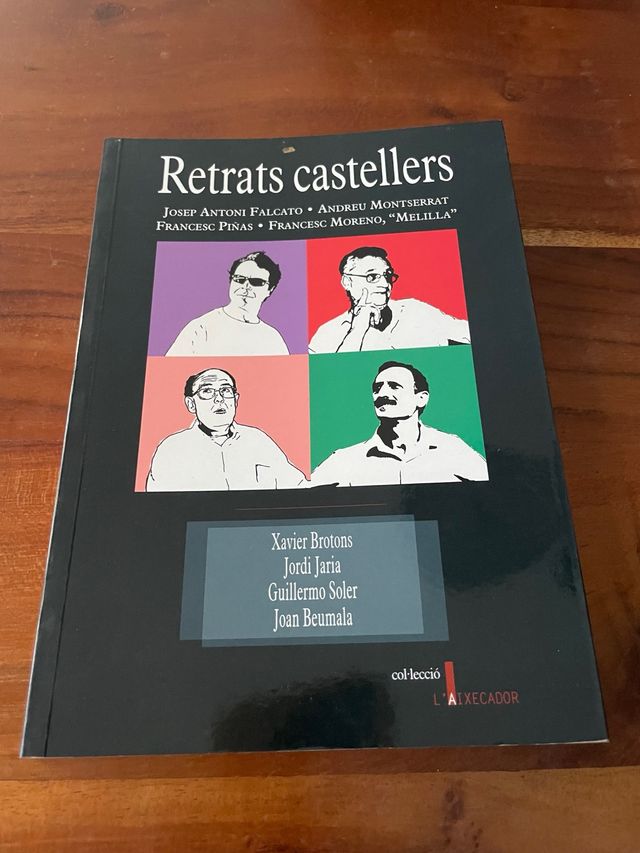 Retrats castellers
JOSEP ANTONI FALCATO • ANDREU MONTSERRAT
FRANCESC PIÑAS • FRANCESC MORENO, "MELILLA"
Xavier Brotons
Jordi Jaria
Guillermo Soler
Joan Beumala
col·lecció
L'AIXECADOR